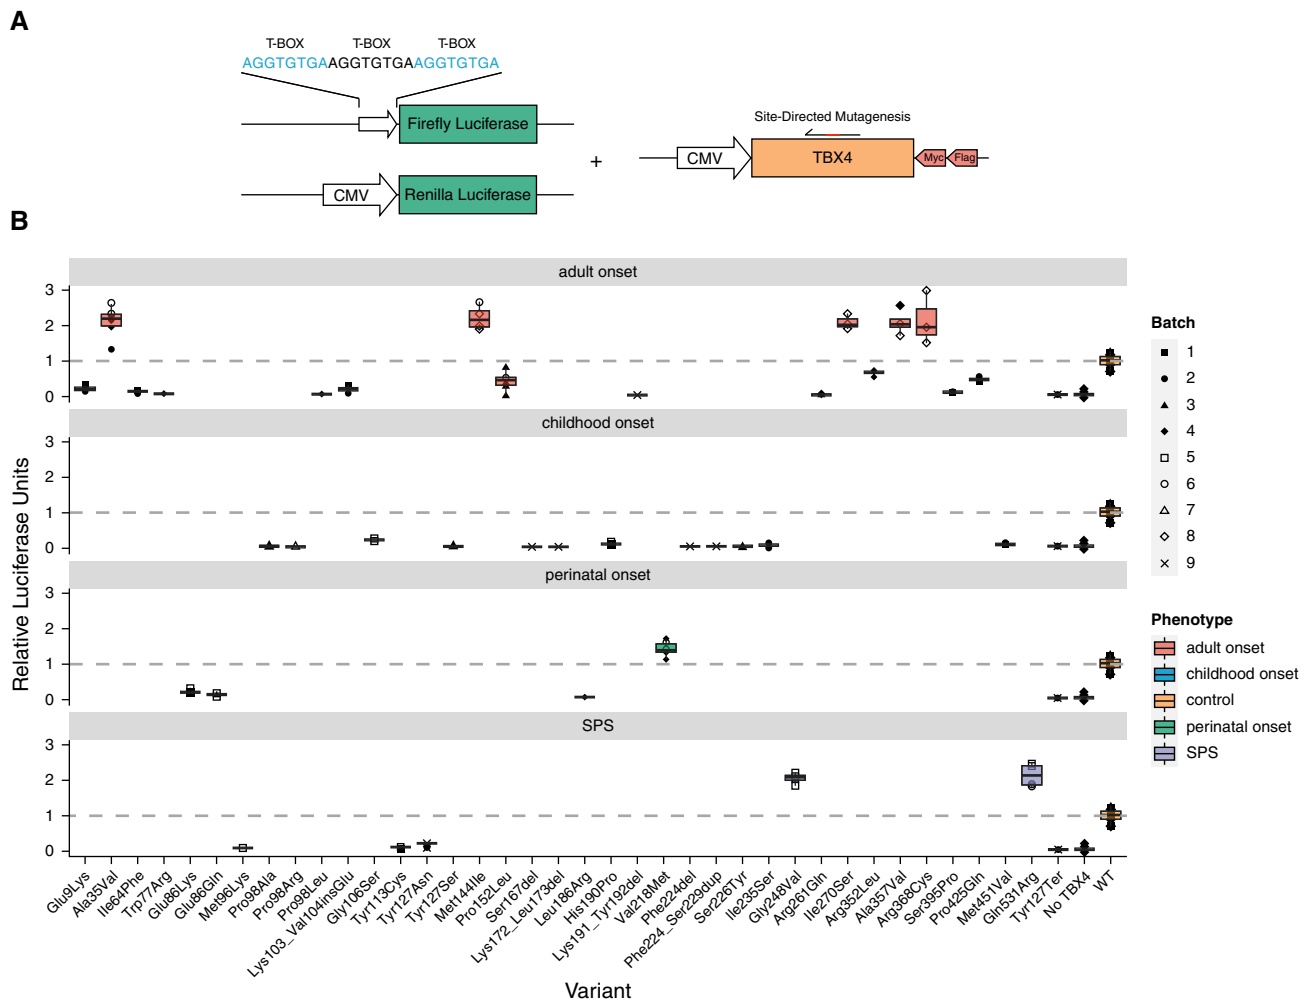 A
T-BOX T-BOX T-BOX
AGGTGTGAAGGTGTGAAGGTGTGA
Firefly Luciferase
CMV Renilla Luciferase
+
Site-Directed Mutagenesis
CMV TBX4 Myc Flag
B
Relative Luciferase Units
adult onset
3
2
1
0
childhood onset
3
2
1
0
perinatal onset
3
2
1
0
SPS
3
2
1
0
Glu9Lys
Ala35Val
Ile64Phe
Trp77Arg
Glu86Lys
Glu86Gln
Met96Lys
Pro98Ala
Pro98Arg
Pro98Leu
Lys103_Val104insGlu
Gly106Ser
Tyr113Cys
Tyr127Asn
Tyr127Ser
Met144Ile
Pro152Leu
Ser167del
Lys172_Leu173del
Leu186Arg
His190Pro
Lys191_Tyr192del
Val218Met
Phe224del
Phe224_Ser229dup
Ser226Tyr
Ile235Ser
Gly248Val
Arg261Gln
Ile270Ser
Arg352Leu
Ala357Val
Arg368Cys
Ser395Pro
Pro425Gln
Met451Val
Gln531Arg
Tyr127Ter
No TBX4
WT
Variant
Batch
1
2
3
4
5
6
7
8
9
Phenotype
adult onset
childhood onset
control
perinatal onset
SPS